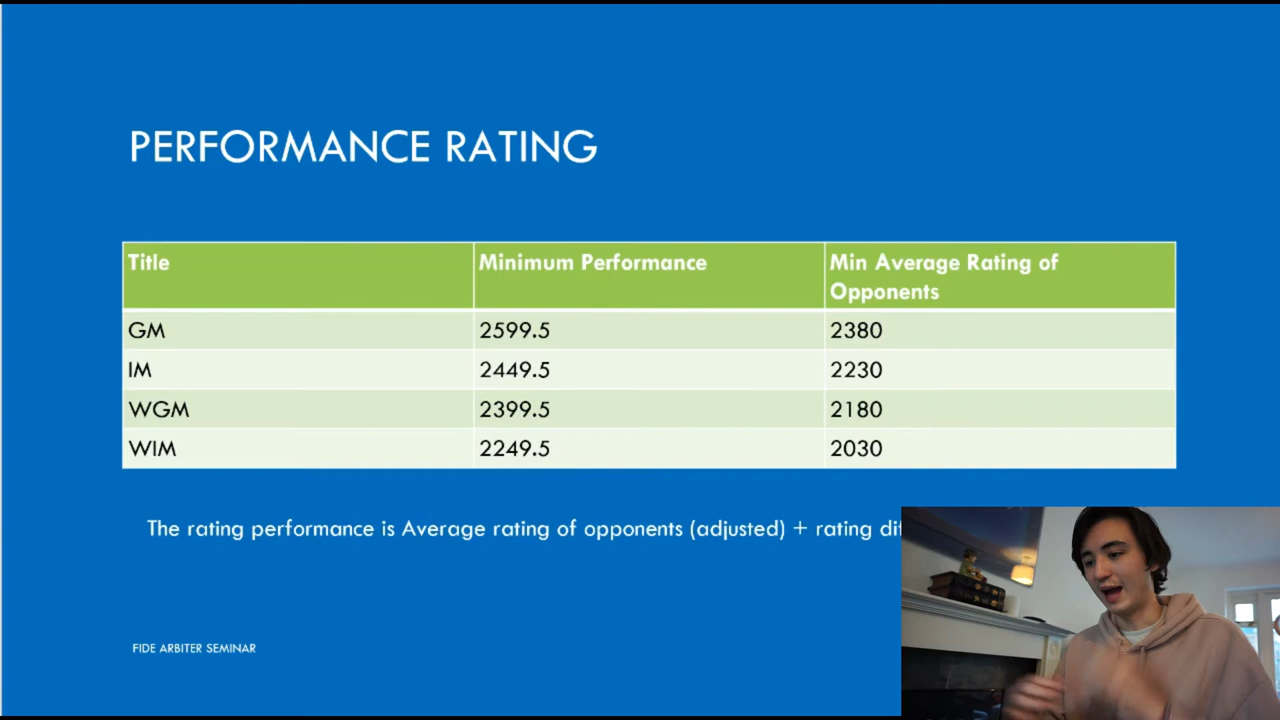 PERFORMANCE RATING
Title Minimum Performance Min Average Rating of
Opponents
GM 2599.5 2380
IM 2449.5 2230
WGM 2399.5 2180
WIM 2249.5 2030
The rating performance is Average rating of opponents (adjusted) + rating
FIDE ARBITER SEMINAR